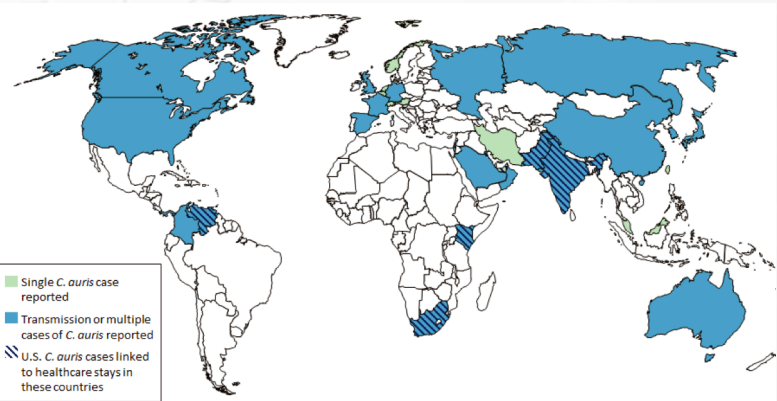 Single C. auris case
reported
Transmission or multiple
cases of C. auris reported
U.S. C. auris cases linked
to healthcare stays in
these countries